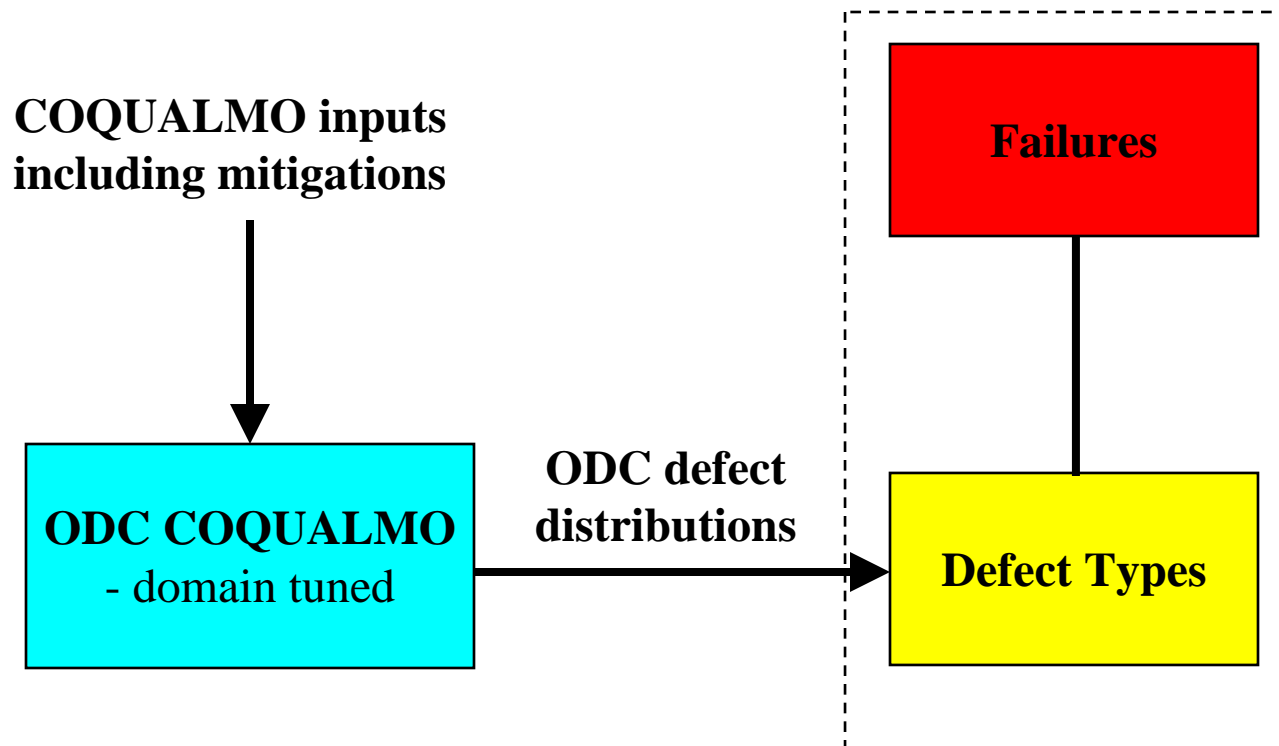 COQUALMO inputs
including mitigations
Failures
ODC COQUALMO
- domain tuned
ODC defect
distributions
Defect Types